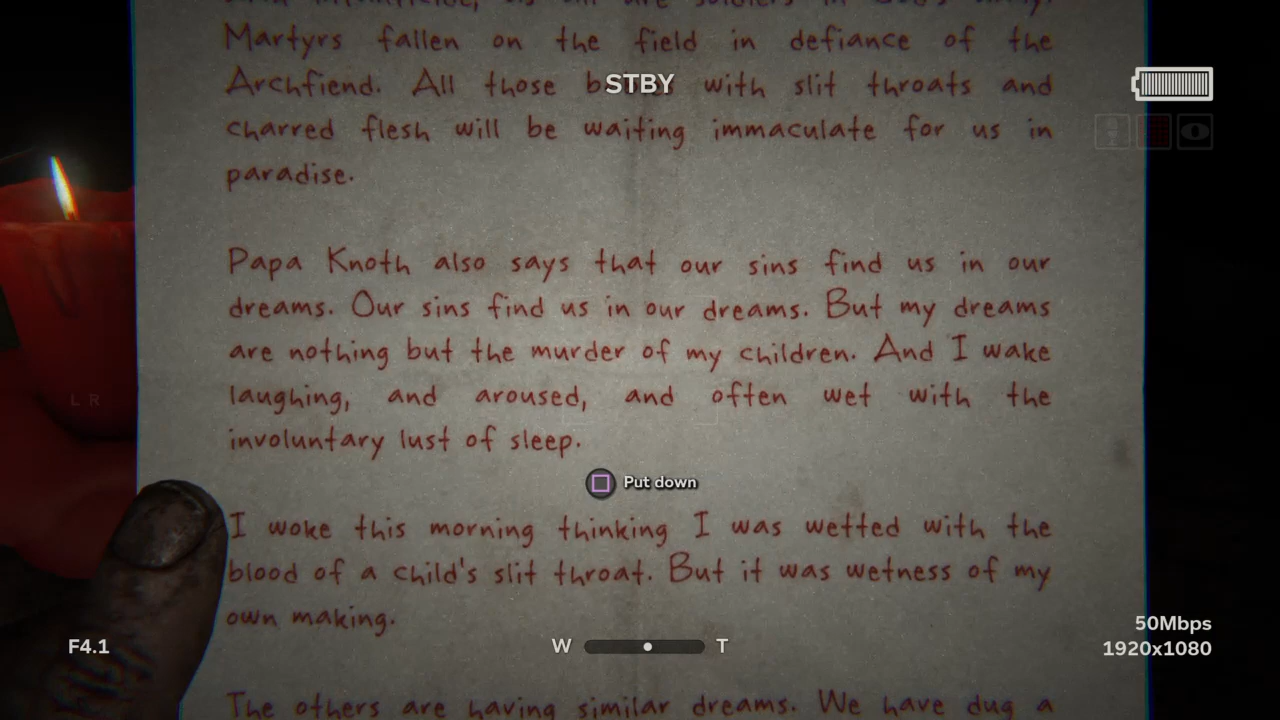 soldiers in God's
Martyrs fallen on the field in defiance of the
Archfiend. All those with slit throats and
STBY
charred flesh will be waiting immaculate for us in
paradise.
Papa Knoth also says that our sins find us in our
dreams. Our sins find us in our dreams. But my dreams
are nothing but the murder of my children. And I wake
laughing, and aroused, and often wet with the
L R
involuntary lust of sleep.
Put down
I woke this morning thinking I was wetted with the
blood of a child's slit throat. But it was wetness of my
own making.
F4.1
W T
50Mbps
1920x1080
The others are having similar dreams. We have dug a